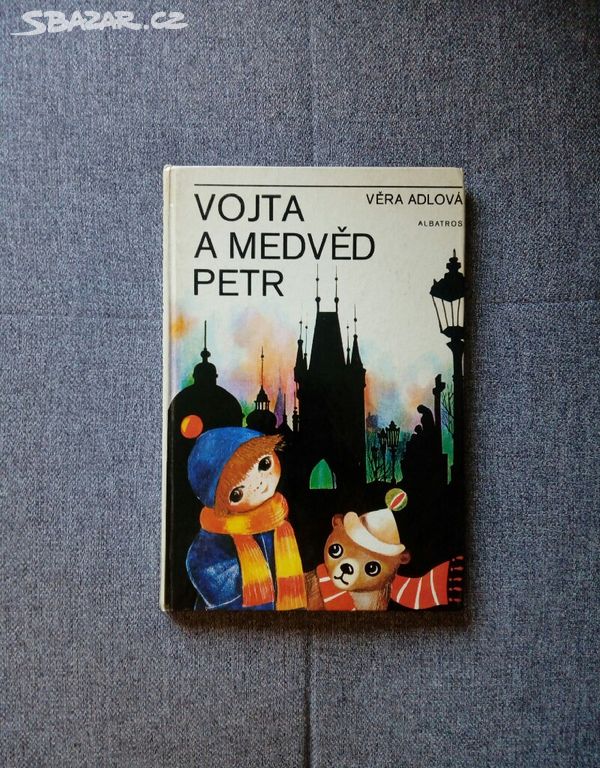 SBAZAR.CZ
VOJTA
A MEDVĚD
PETR
VĚRA ADLOVÁ
ALBATROS